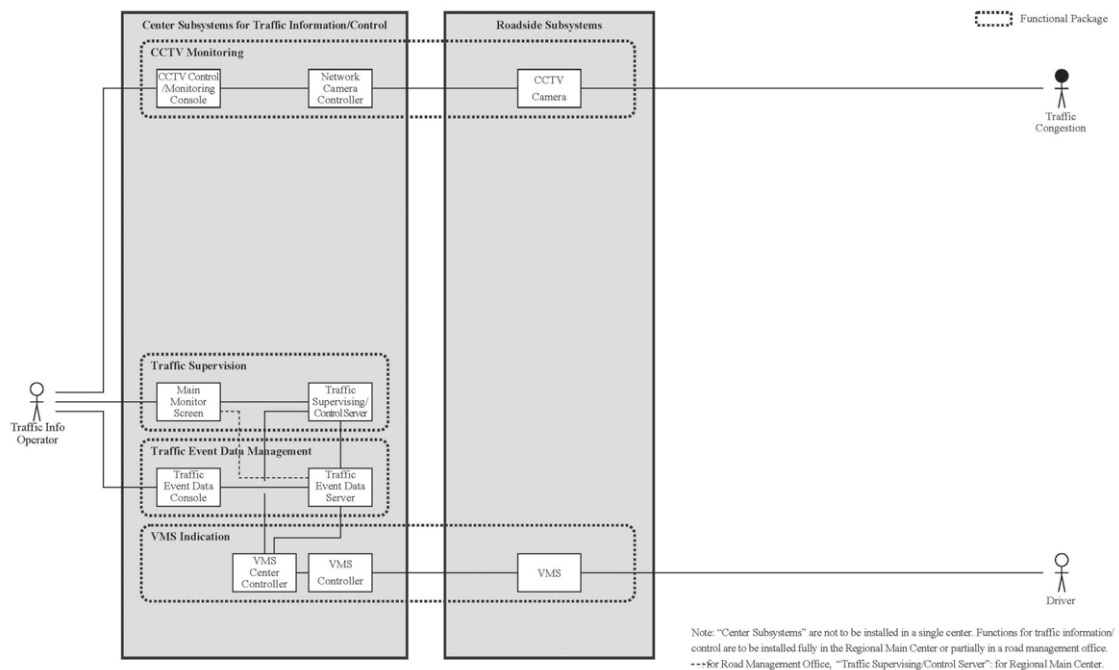 Center Subsystems for Traffic Information/Control
Roadside Subsystems
Functional Package
CCTV Monitoring
CCTV Control
/Monitoring
Console
Network
Camera
Controller
CCTV
Camera
Traffic
Congestion
Traffic Supervision
Main
Monitor
Screen
Traffic
Supervising/
Control Server
Traffic Info
Operator
Traffic Event Data Management
Traffic
Event Data
Console
Traffic
Event Data
Server
VMS Indication
VMS
Center
Controller
VMS
Controller
VMS
Driver
Note: “Center Subsystems” are not to be installed in a single center. Functions for traffic information/
control are to be installed fully in the Regional Main Center or partially in a road management office.
----for Road Management Office, “Traffic Supervising/Control Server”: for Regional Main Center.